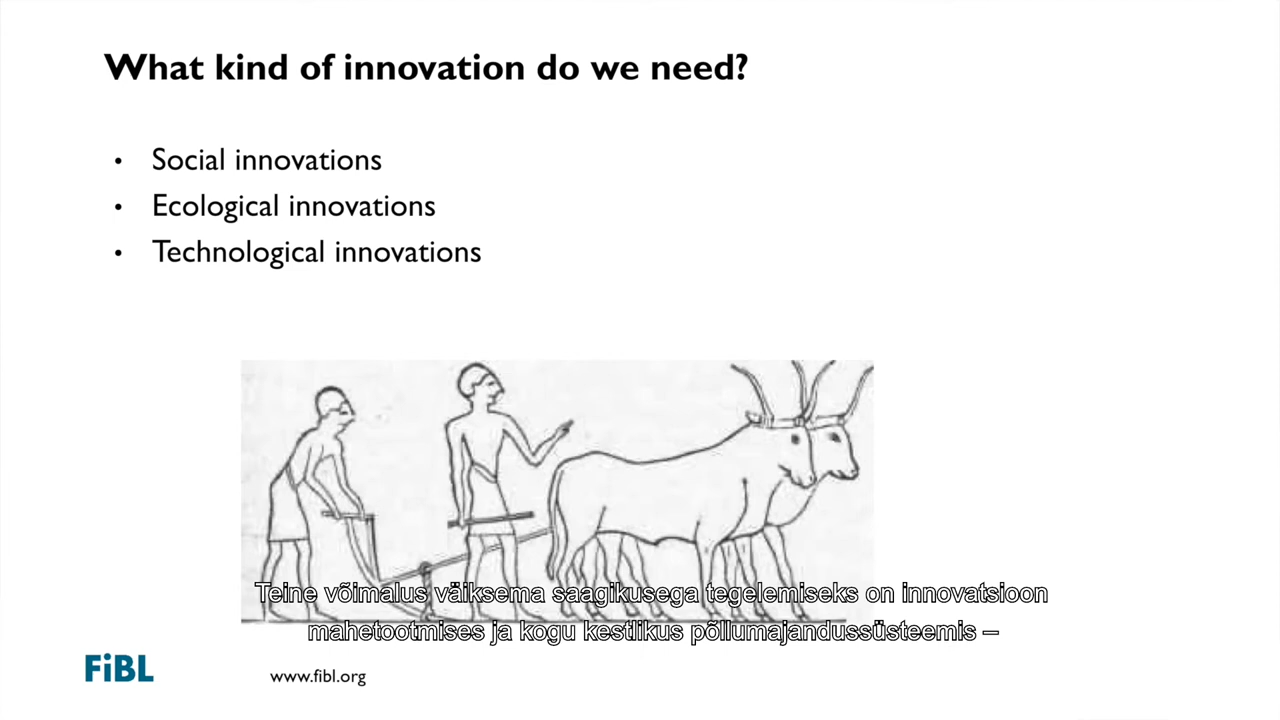 What kind of innovation do we need?
• Social innovations
• Ecological innovations
• Technological innovations
Teine võimalus väiksema saagikusega tegelemiseks on innovatsioon
mahetootmises ja kogu kestlikus põllumajandussüsteemis –
FiBL
www.fibl.org